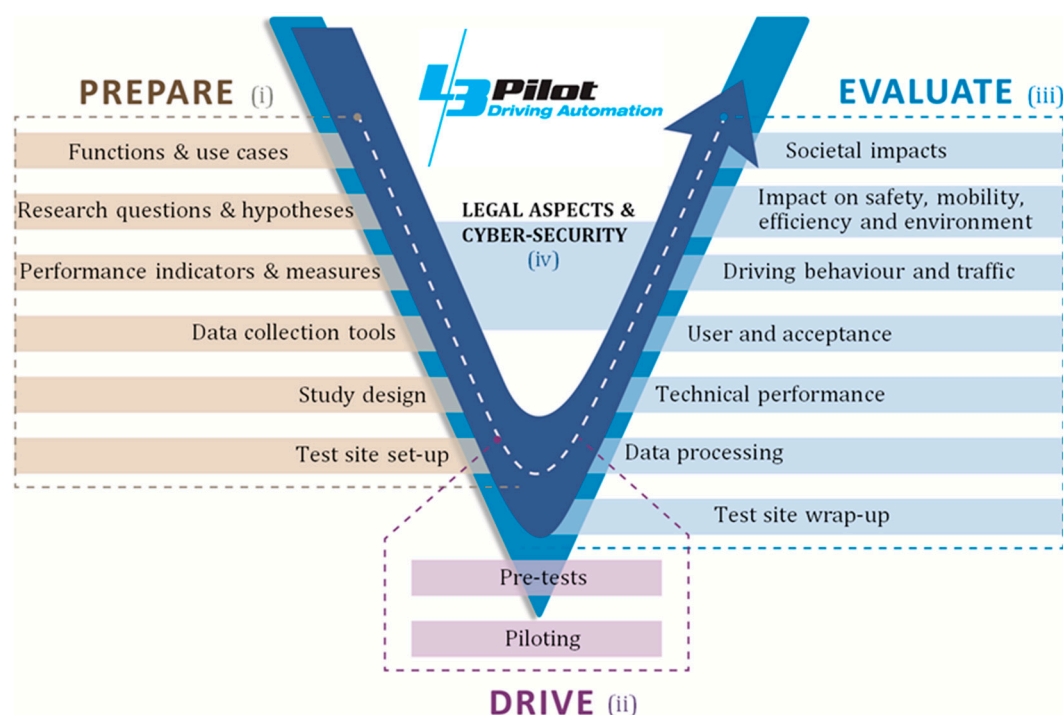 PREPARE (i)
Functions & use cases
Research questions & hypotheses
Performance indicators & measures
Data collection tools
Study design
Test site set-up
L3Pilot
Driving Automation
LEGAL ASPECTS &
CYBER-SECURITY
(iv)
Pre-tests
Piloting
DRIVE (ii)
EVALUATE (iii)
Societal impacts
Impact on safety, mobility,
efficiency and environment
Driving behaviour and traffic
User and acceptance
Technical performance
Data processing
Test site wrap-up